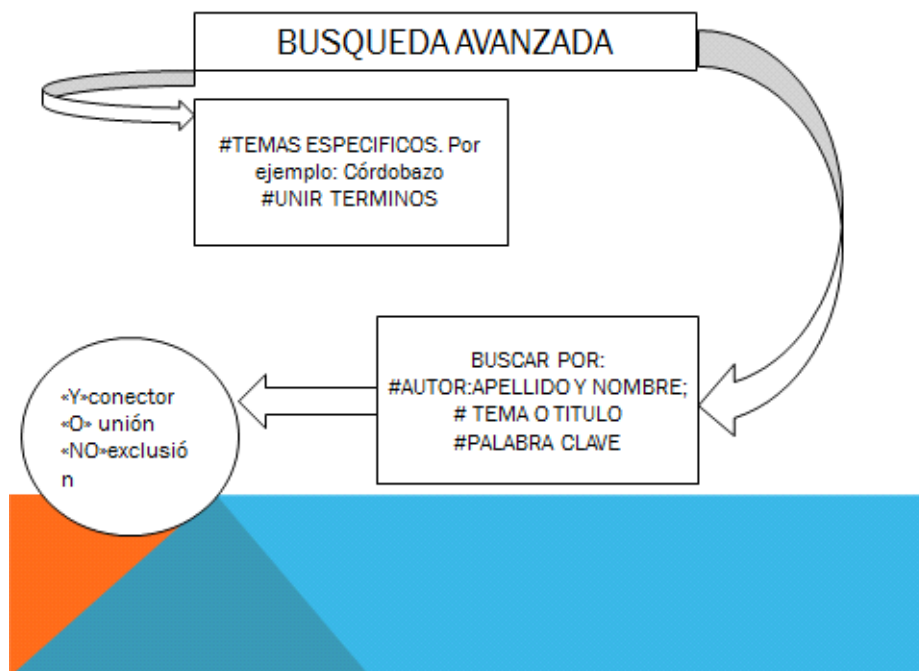 BUSQUEDA AVANZADA
#TEMAS ESPECIFICOS. Por
ejemplo: Córdobazo
#UNIR TERMINOS
BUSCAR POR:
#AUTOR:APELLIDO Y NOMBRE;
# TEMA O TITULO
#PALABRA CLAVE
«Y»conector
«O» unión
«NO»exclusió
n